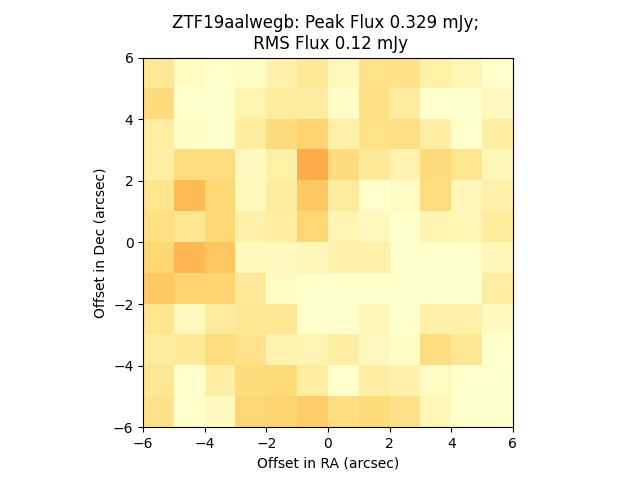 ZTF19aalwegb: Peak Flux 0.329 mJy;
RMS Flux 0.12 mJy
6
4
2
0
−2
−4
−6
Offset in Dec (arcsec)
−6 −4 −2 0 2 4 6
Offset in RA (arcsec)